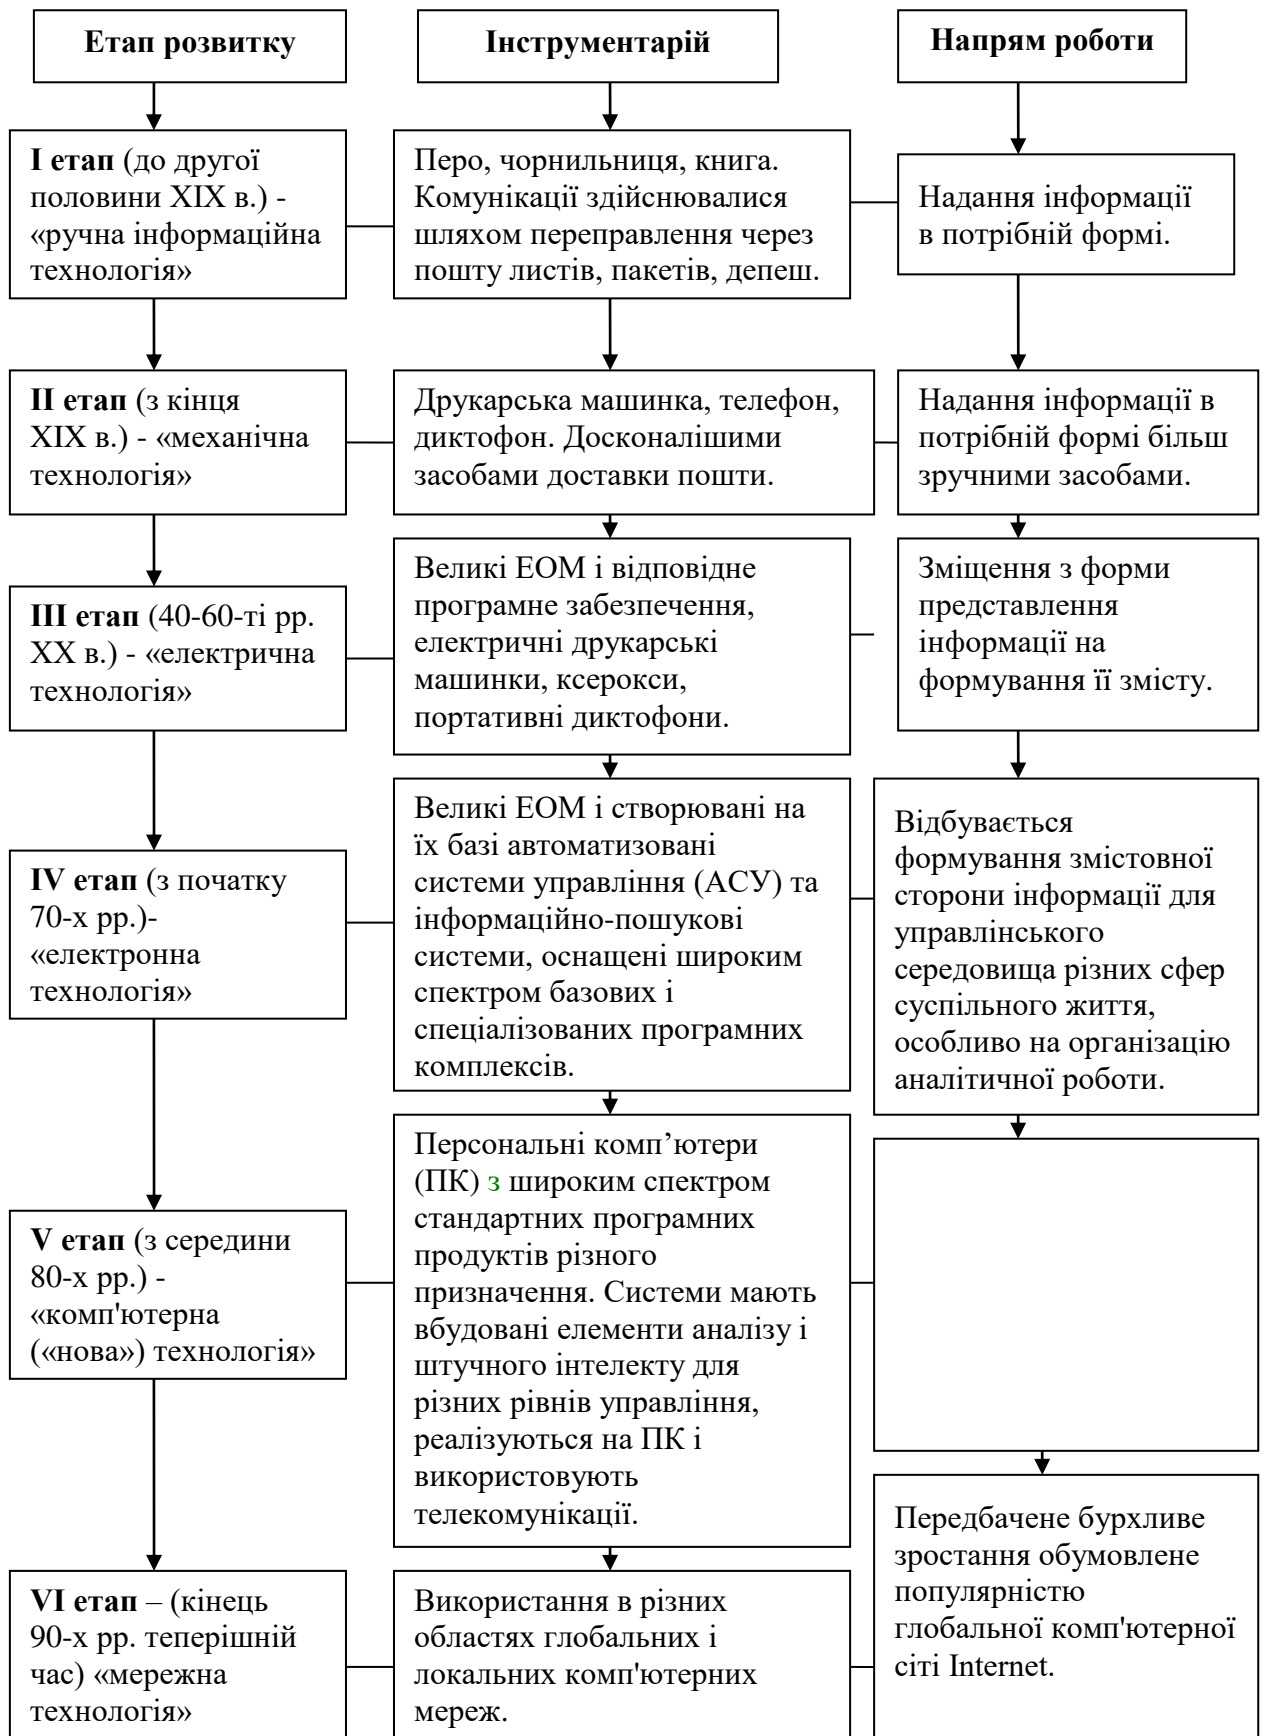 Етап розвитку
Інструментарій
Напрям роботи
І етап (до другої
половини XIX в.) -
«ручна інформаційна
технологія»
Перо, чорнильниця, книга.
Комунікації здійснювалися
шляхом переправлення через
пошту листів, пакетів, депеш.
Надання інформації
в потрібній формі.
ІІ етап (з кінця
XIX в.) - «механічна
технологія»
Друкарська машинка, телефон,
диктофон. Досконалішими
засобами доставки пошти.
Надання інформації в
потрібній формі більш
зручними засобами.
ІІІ етап (40-60-ті рр.
XX в.) - «електрична
технологія»
Великі ЕОМ і відповідне
програмне забезпечення,
електричні друкарські
машинки, ксерокси,
портативні диктофони.
Зміщення з форми
представлення
інформації на
формування її змісту.
IV етап (з початку
70-х рр.)-
«електронна
технологія»
Великі ЕОМ і створювані на
їх базі автоматизовані
системи управління (АСУ) та
інформаційно-пошукові
системи, оснащені широким
спектром базових і
спеціалізованих програмних
комплексів.
Відбувається
формування змістовної
сторони інформації для
управлінського
середовища різних сфер
суспільного життя,
особливо на організацію
аналітичної роботи.
V етап (з середини
80-х рр.) -
«комп'ютерна
(«нова») технологія»
Персональні комп’ютери
(ПК) з широким спектром
стандартних програмних
продуктів різного
призначення. Системи мають
вбудовані елементи аналізу і
штучного інтелекту для
різних рівнів управління,
реалізуються на ПК і
використовують
телекомунікації.
VI етап – (кінець
90-х рр. теперішній
час) «мережна
технологія»
Використання в різних
областях глобальних і
локальних комп'ютерних
мереж.
Передбачене бурхливе
зростання обумовлене
популярністю
глобальної комп'ютерної
сіті Internet.